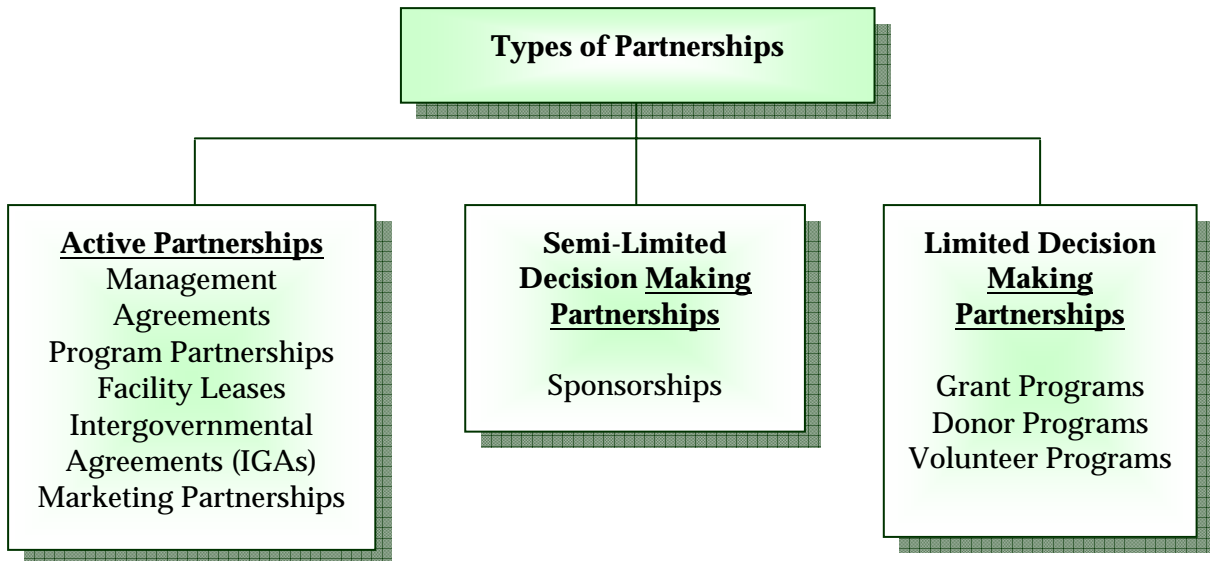 Types of Partnerships
Active Partnerships
Management
Agreements
Program Partnerships
Facility Leases
Intergovernmental
Agreements (IGAs)
Marketing Partnerships
Semi-Limited
Decision Making
Partnerships
Sponsorships
Limited Decision
Making
Partnerships
Grant Programs
Donor Programs
Volunteer Programs